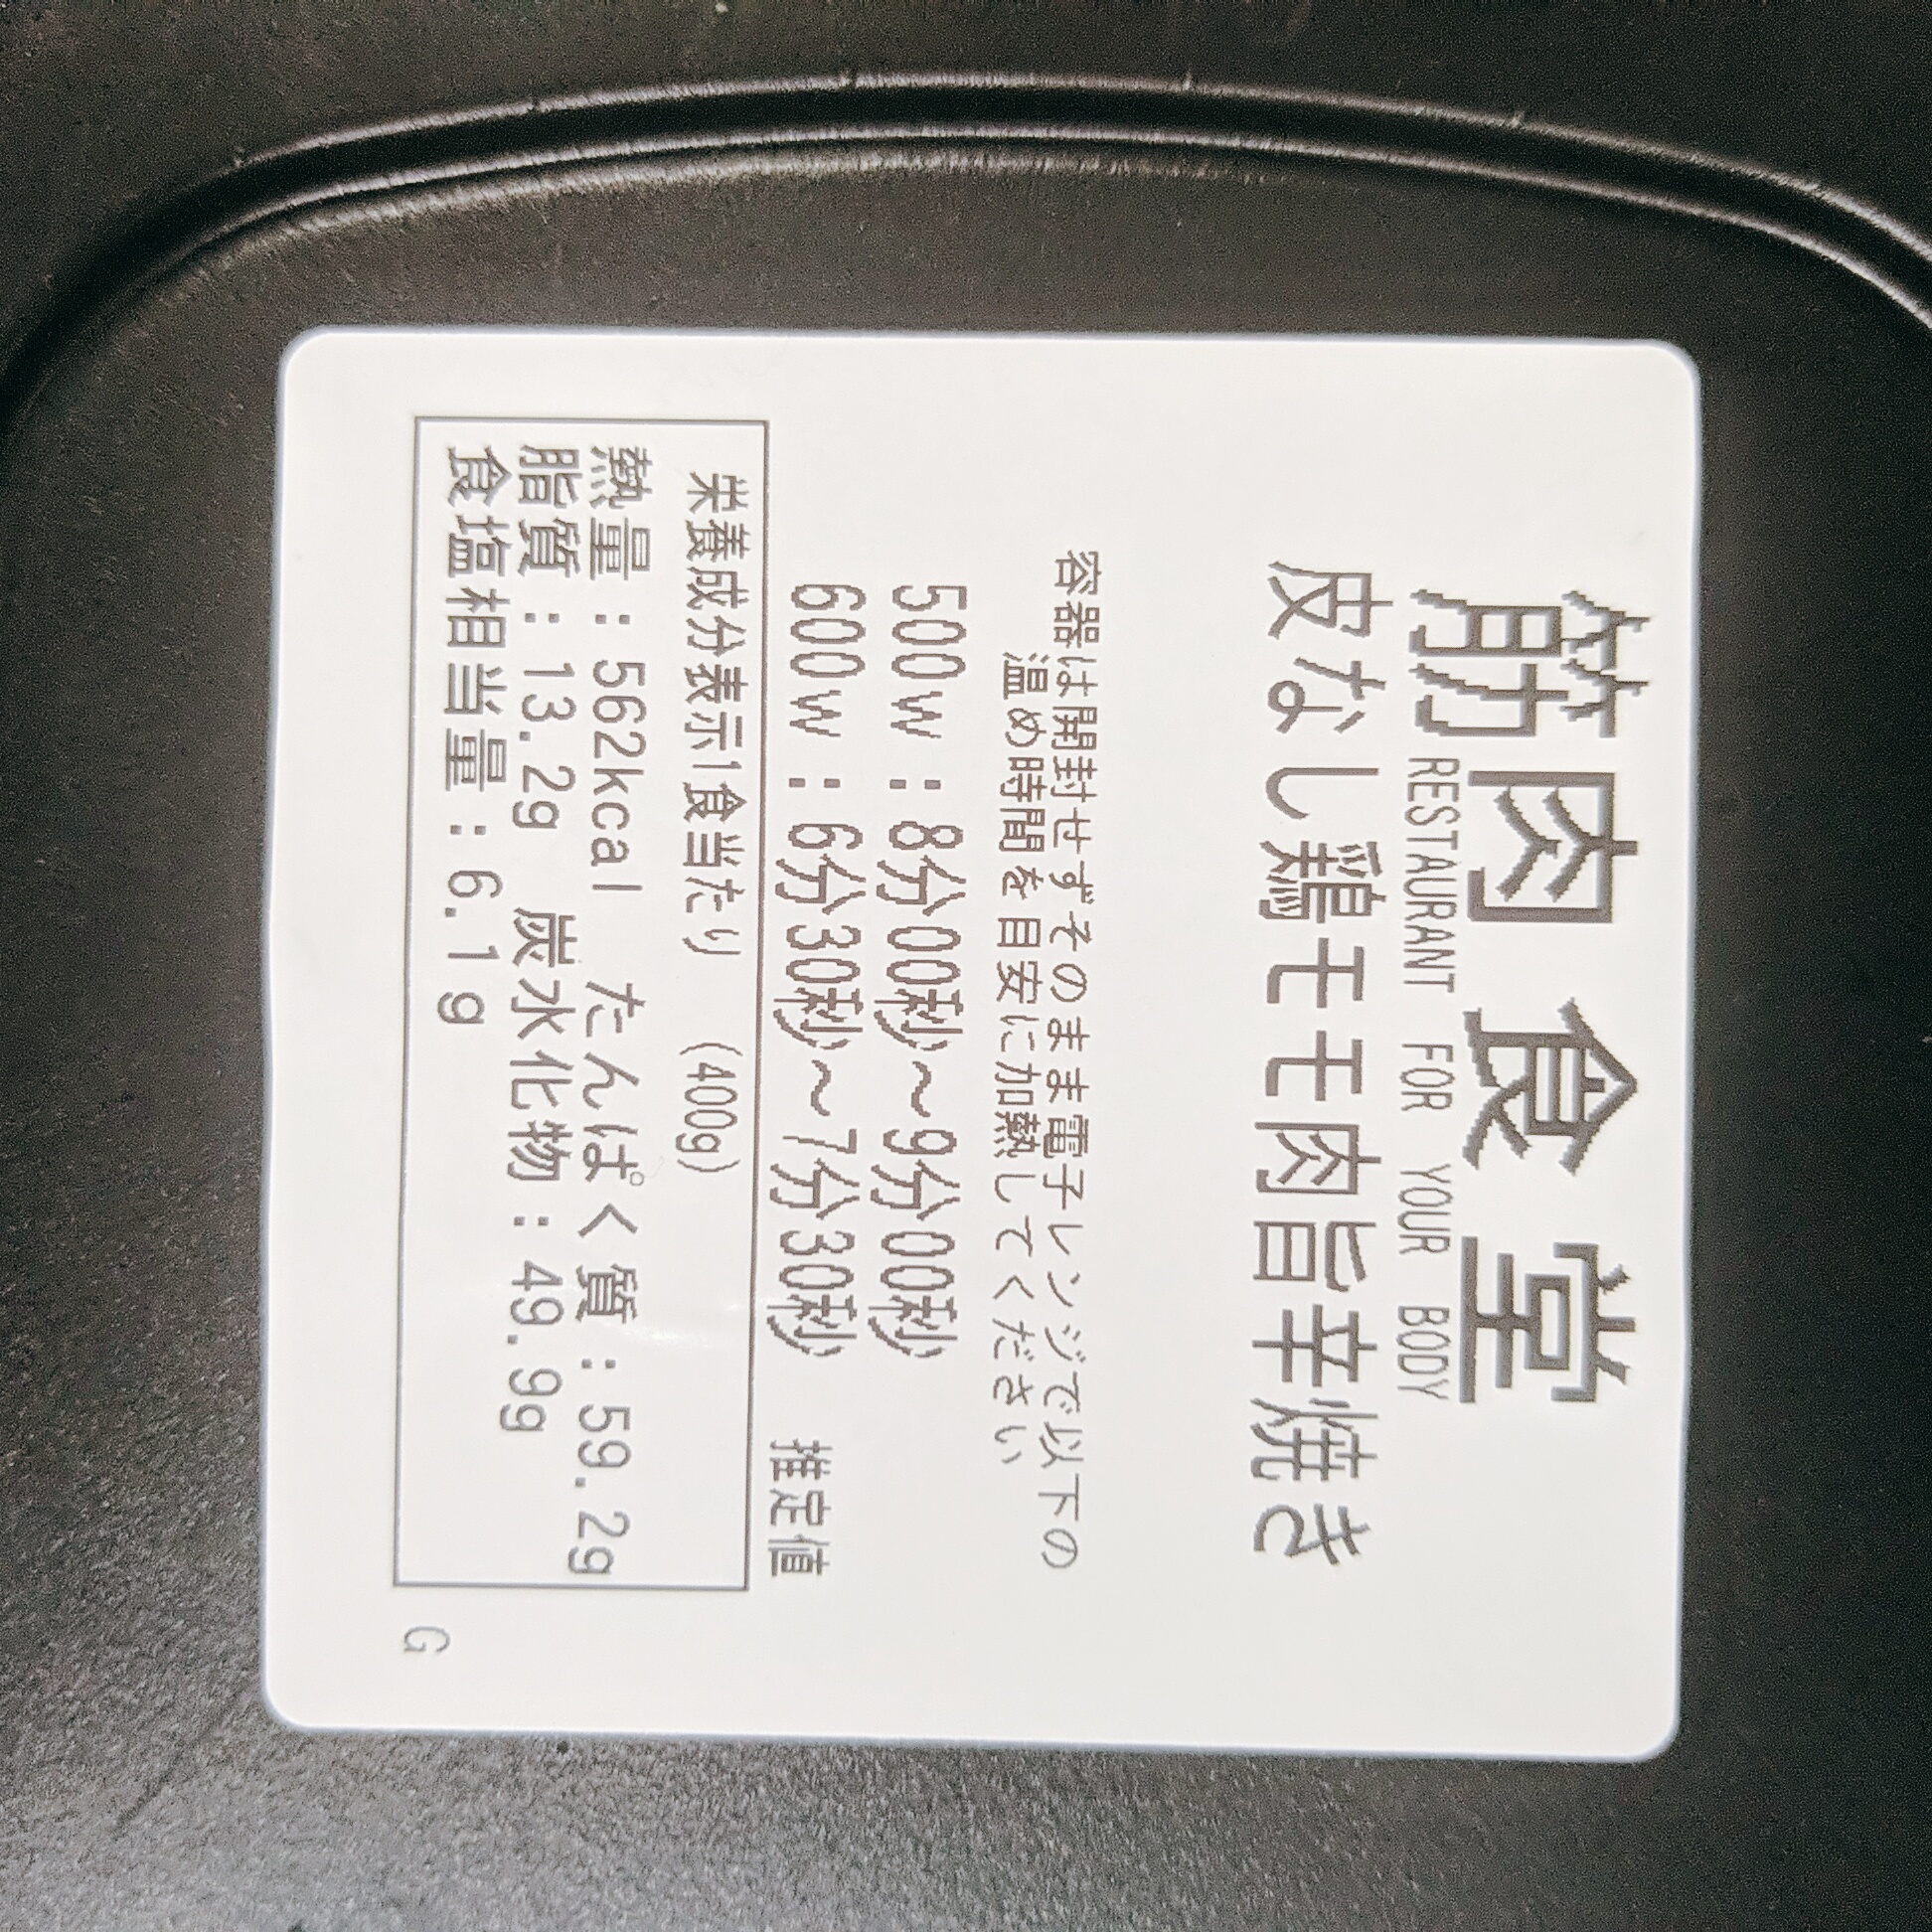 筋肉食堂
RESTAURANT FOR YOUR BODY
皮なし鶏モモ肉旨辛焼き
容器は開封せずそのまま電子レンジで以下の
温め時間を目安に加熱してください
500w : 8分00秒~9分00秒
600w : 6分30秒~7分30秒
推定値
栄養成分表示1食当たり (400g)
熱量:562kcal たんぱく質:59.2g
脂質:13.2g 炭水化物:49.9g
食塩相当量:6.1g
G